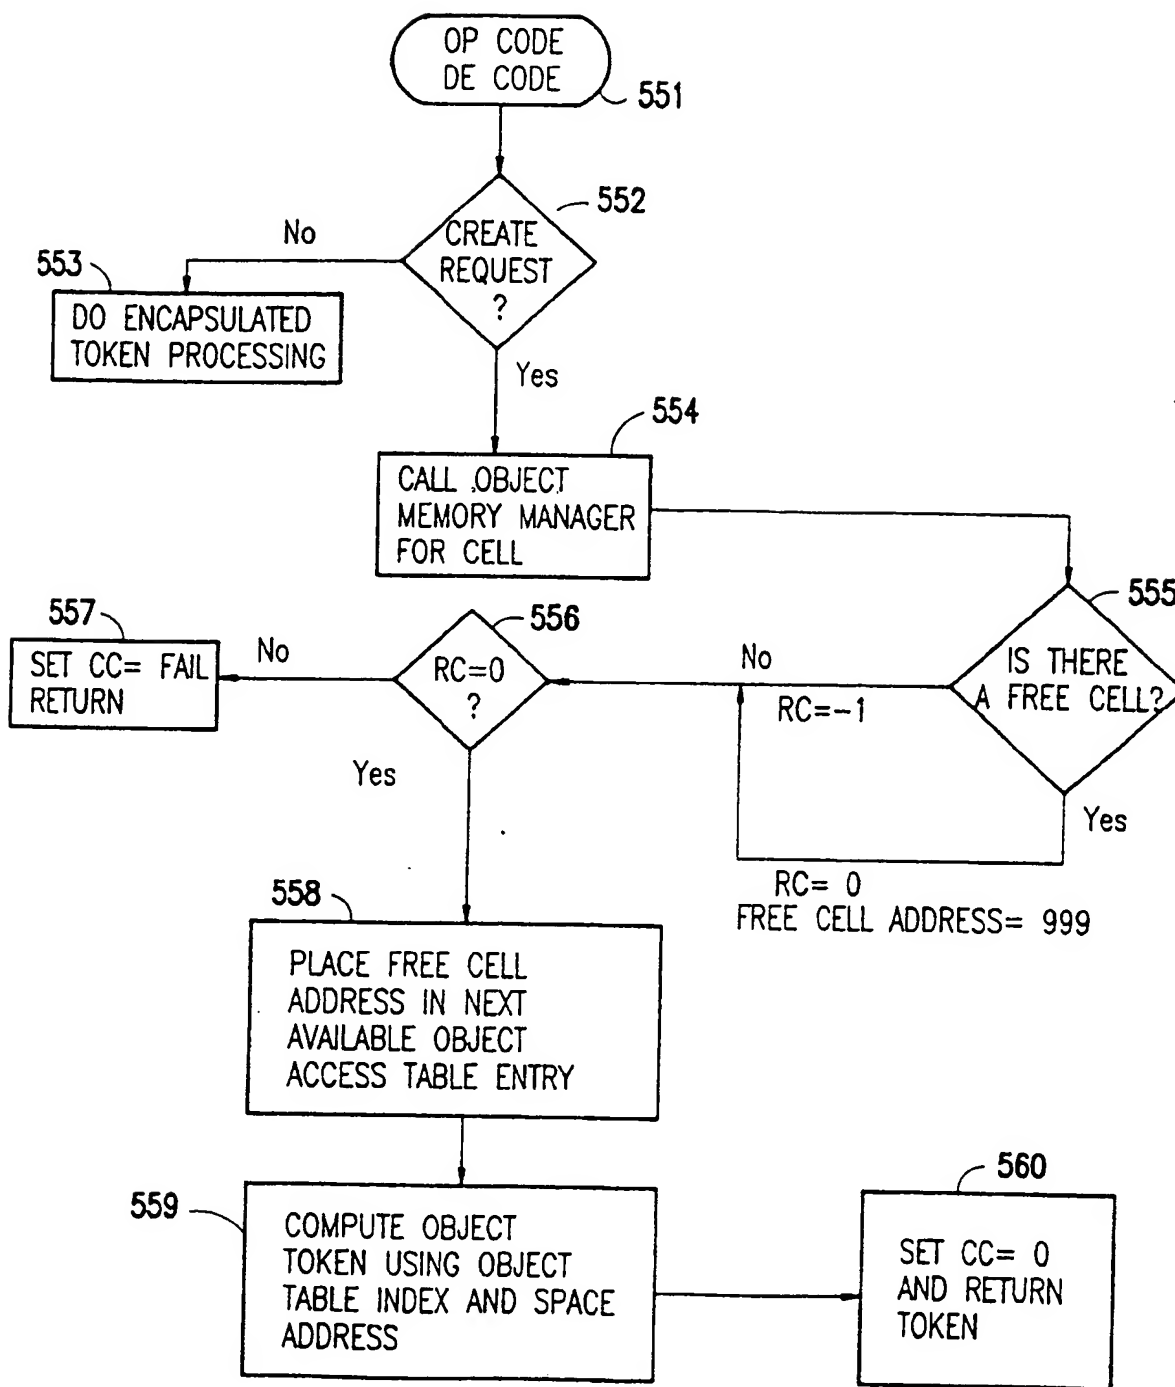 OP CODE
DE CODE
551
552
CREATE
REQUEST
?
No
553
DO ENCAPSULATED
TOKEN PROCESSING
Yes
554
CALL OBJECT
MEMORY MANAGER
FOR CELL
555
IS THERE
A FREE CELL?
No
RC=-1
Yes
RC= 0
FREE CELL ADDRESS= 999
556
RC=0
?
No
557
SET CC= FAIL
RETURN
Yes
558
PLACE FREE CELL
ADDRESS IN NEXT
AVAILABLE OBJECT
ACCESS TABLE ENTRY
559
COMPUTE OBJECT
TOKEN USING OBJECT
TABLE INDEX AND SPACE
ADDRESS
560
SET CC= 0
AND RETURN
TOKEN